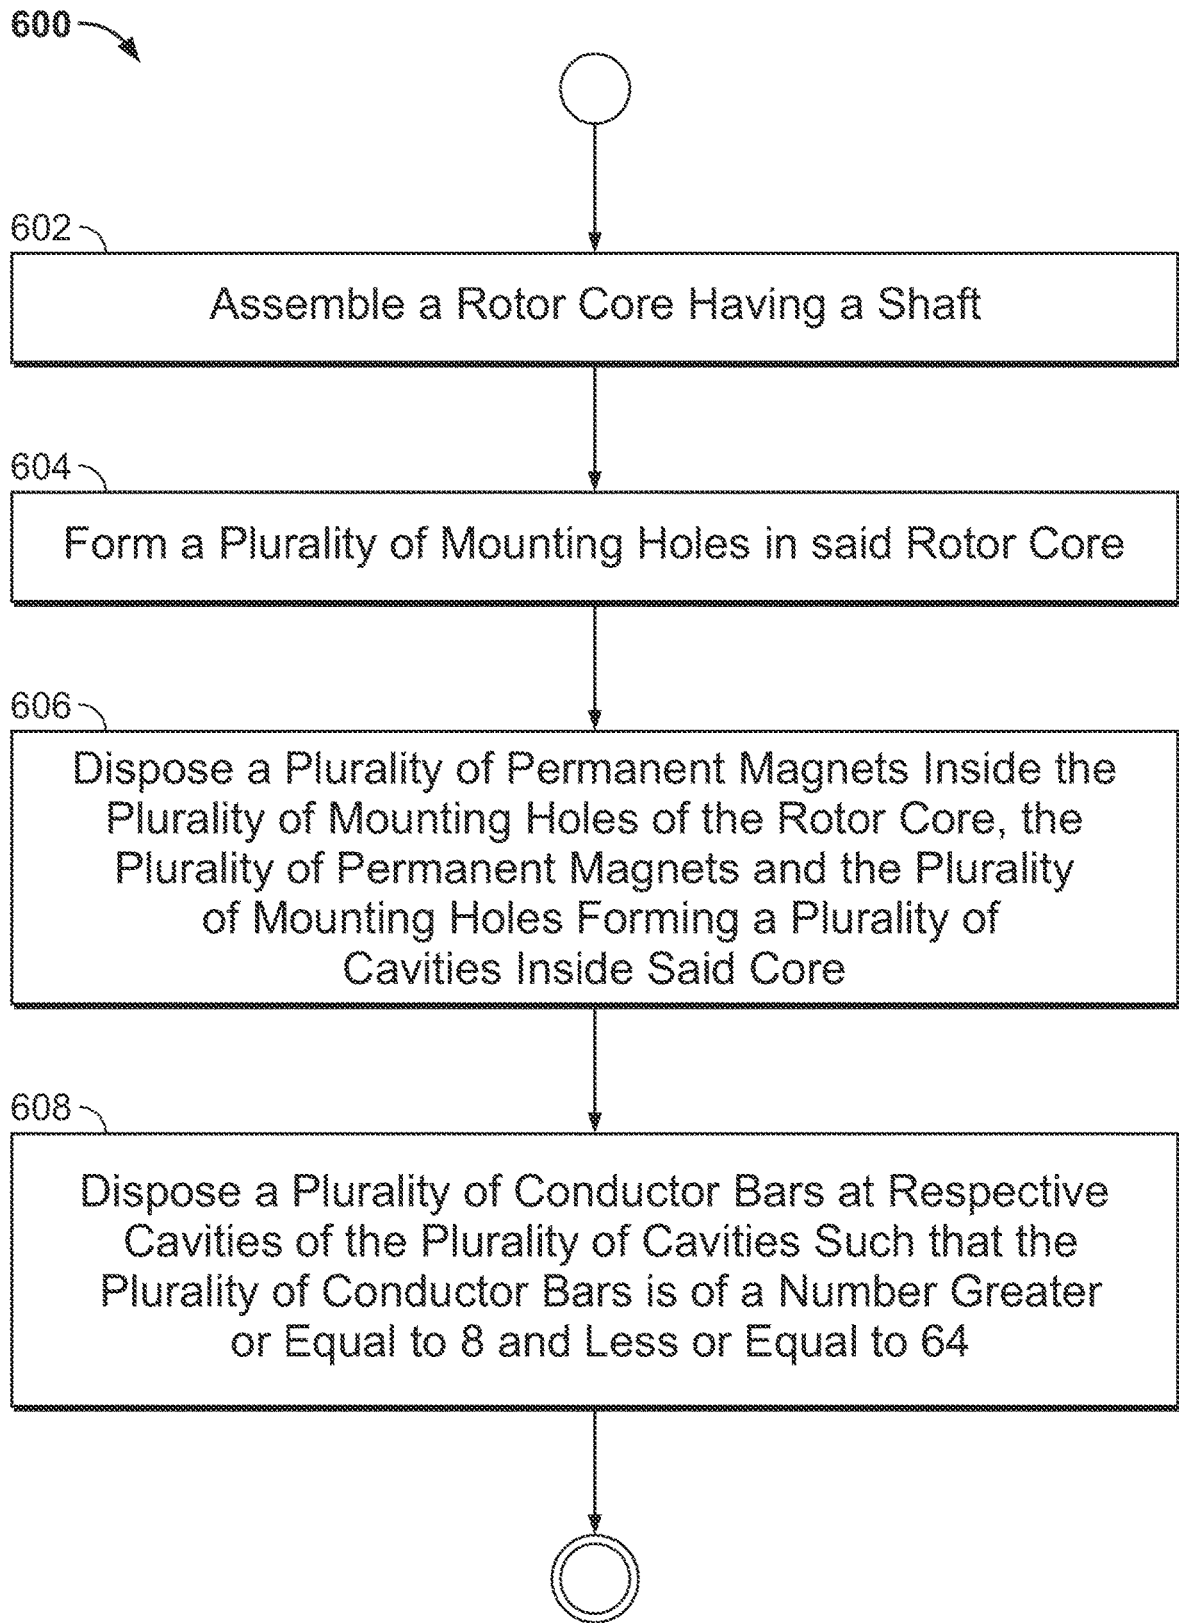 600
602
Assemble a Rotor Core Having a Shaft
604
Form a Plurality of Mounting Holes in said Rotor Core
606
Dispose a Plurality of Permanent Magnets Inside the
Plurality of Mounting Holes of the Rotor Core, the
Plurality of Permanent Magnets and the Plurality
of Mounting Holes Forming a Plurality of
Cavities Inside Said Core
608
Dispose a Plurality of Conductor Bars at Respective
Cavities of the Plurality of Cavities Such that the
Plurality of Conductor Bars is of a Number Greater
or Equal to 8 and Less or Equal to 64